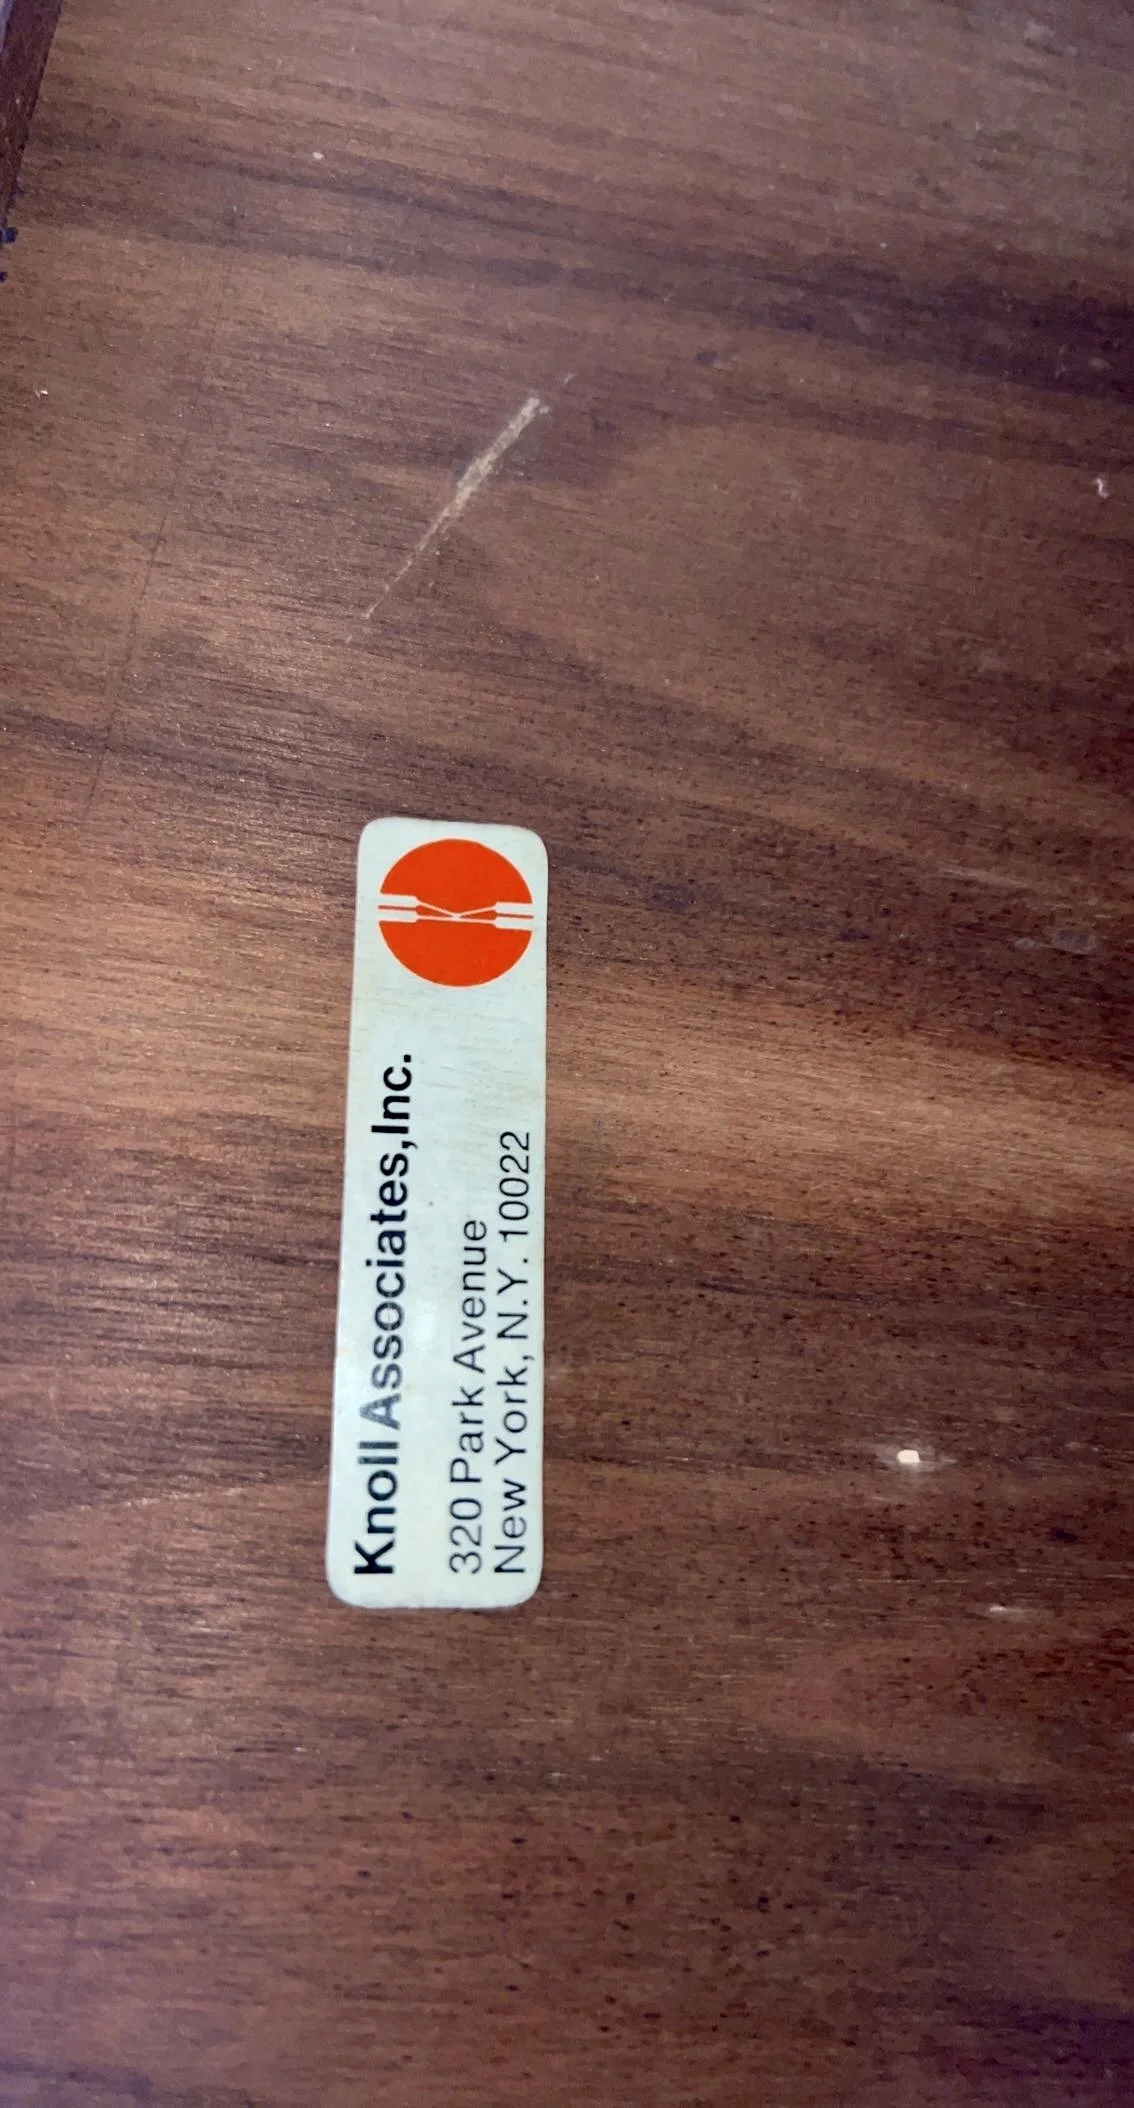 Knoll Associates, Inc.
320 Park Avenue
New York, N.Y. 10022